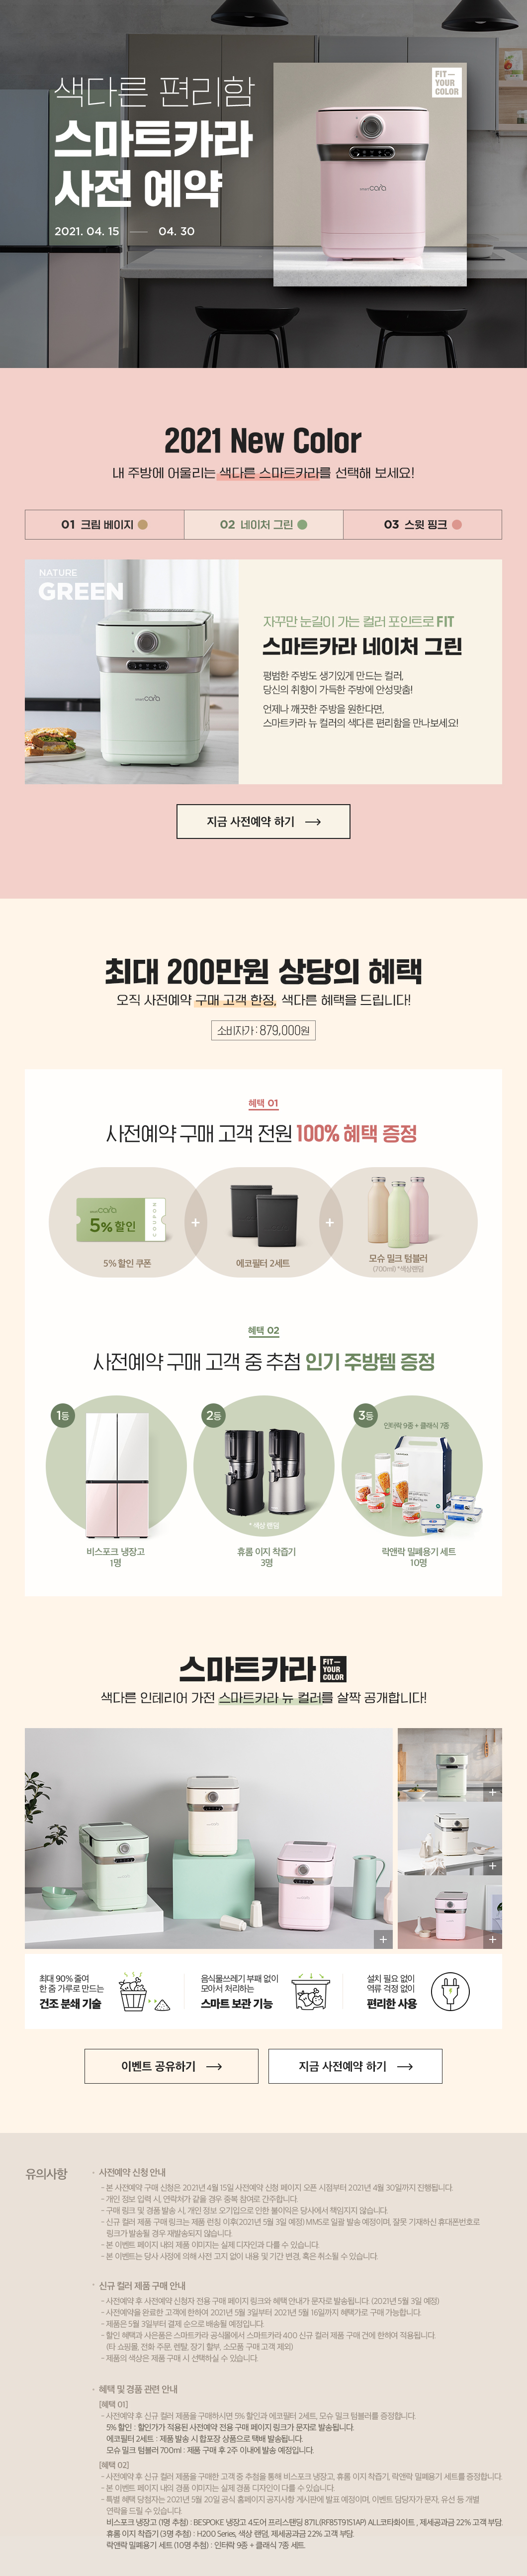 색다른 편리함
스마트카라
사전 예약
2021. 04. 15 — 04. 30
FIT—
YOUR
COLOR
smartcara
2021 New Color
내 주방에 어울리는 색다른 스마트카라를 선택해 보세요!
01 크림 베이지
02 네이처 그린
03 스윗 핑크
NATURE
GREEN
smartcara
자꾸만 눈길이 가는 컬러 포인트로 FIT
스마트카라 네이처 그린
평범한 주방도 생기있게 만드는 컬러,
당신의 취향이 가득한 주방에 안성맞춤!
언제나 깨끗한 주방을 원한다면,
스마트카라 뉴 컬러의 색다른 편리함을 만나보세요!
지금 사전예약 하기
최대 200만원 상당의 혜택
오직 사전예약 구매 고객 한정, 색다른 혜택을 드립니다!
소비자가 : 879,000원
혜택 01
사전예약 구매 고객 전원 100% 혜택 증정
smartcara
5% 할인
+
+
5% 할인 쿠폰
에코필터 2세트
모슈 밀크 텀블러
(700ml) *색상랜덤
혜택 02
사전예약 구매 고객 중 추첨 인기 주방템 증정
1등
2등
3등
인터락 9종 + 클래식 7종
* 색상 랜덤
비스포크 냉장고
1명
휴롬 이지 착즙기
3명
락앤락 밀폐용기 세트
10명
스마트카라
FIT—
YOUR
COLOR
색다른 인테리어 가전 스마트카라 뉴 컬러를 살짝 공개합니다!
+
+
+
+
최대 90% 줄여
한 줌 가루로 만드는
건조 분쇄 기술
음식물쓰레기 부패 없이
모아서 처리하는
스마트 보관 기능
설치 필요 없이
역류 걱정 없이
편리한 사용
이벤트 공유하기
지금 사전예약 하기
유의사항
· 사전예약 신청 안내
- 본 사전예약 구매 신청은 2021년 4월 15일 사전예약 신청 페이지 오픈 시점부터 2021년 4월 30일까지 진행됩니다.
- 개인 정보 입력 시, 연락처가 같을 경우 중복 참여로 간주합니다.
- 구매 링크 및 경품 발송 시, 개인 정보 오기입으로 인한 불이익은 당사에서 책임지지 않습니다.
- 신규 컬러 제품 구매 링크는 제품 런칭 이후(2021년 5월 3일 예정) MMS로 일괄 발송 예정이며, 잘못 기재하신 휴대폰번호로
링크가 발송될 경우 재발송되지 않습니다.
- 본 이벤트 페이지 내의 제품 이미지는 실제 디자인과 다를 수 있습니다.
- 본 이벤트는 당사 사정에 의해 사전 고지 없이 내용 및 기간 변경, 혹은 취소될 수 있습니다.
· 신규 컬러 제품 구매 안내
- 사전예약 후 사전예약 신청자 전용 구매 페이지 링크와 혜택 안내가 문자로 발송됩니다. (2021년 5월 3일 예정)
- 사전예약을 완료한 고객에 한하여 2021년 5월 3일부터 2021년 5월 16일까지 혜택가로 구매 가능합니다.
- 제품은 5월 3일부터 결제 순으로 배송될 예정입니다.
- 할인 혜택과 사은품은 스마트카라 공식몰에서 스마트카라 400 신규 컬러 제품 구매 건에 한하여 적용됩니다.
(타 쇼핑몰, 전화 주문, 렌탈, 장기 할부, 소모품 구매 고객 제외)
- 제품의 색상은 제품 구매 시 선택하실 수 있습니다.
· 혜택 및 경품 관련 안내
[혜택 01]
- 사전예약 후 신규 컬러 제품을 구매하시면 5% 할인과 에코필터 2세트, 모슈 밀크 텀블러를 증정합니다.
5% 할인 : 할인가가 적용된 사전예약 전용 구매 페이지 링크가 문자로 발송됩니다.
에코필터 2세트 : 제품 발송 시 합포장 상품으로 택배 발송됩니다.
모슈 밀크 텀블러 700ml : 제품 구매 후 2주 이내에 발송 예정입니다.
[혜택 02]
- 사전예약 후 신규 컬러 제품을 구매한 고객 중 추첨을 통해 비스포크 냉장고, 휴롬 이지 착즙기, 락앤락 밀폐용기 세트를 증정합니다.
- 본 이벤트 페이지 내의 경품 이미지는 실제 경품 디자인이 다를 수 있습니다.
- 특별 혜택 당첨자는 2021년 5월 20일 공식 홈페이지 공지사항 게시판에 발표 예정이며, 이벤트 담당자가 문자, 유선 등 개별
연락을 드릴 수 있습니다.
비스포크 냉장고 (1명 추첨) : BESPOKE 냉장고 4도어 프리스탠딩 871L(RF85T91S1AP) ALL코타화이트 , 제세공과금 22% 고객 부담.
휴롬 이지 착즙기 (3명 추첨) : H200 Series, 색상 랜덤, 제세공과금 22% 고객 부담.
락앤락 밀폐용기 세트 (10명 추첨) : 인터락 9종 + 클래식 7종 세트.